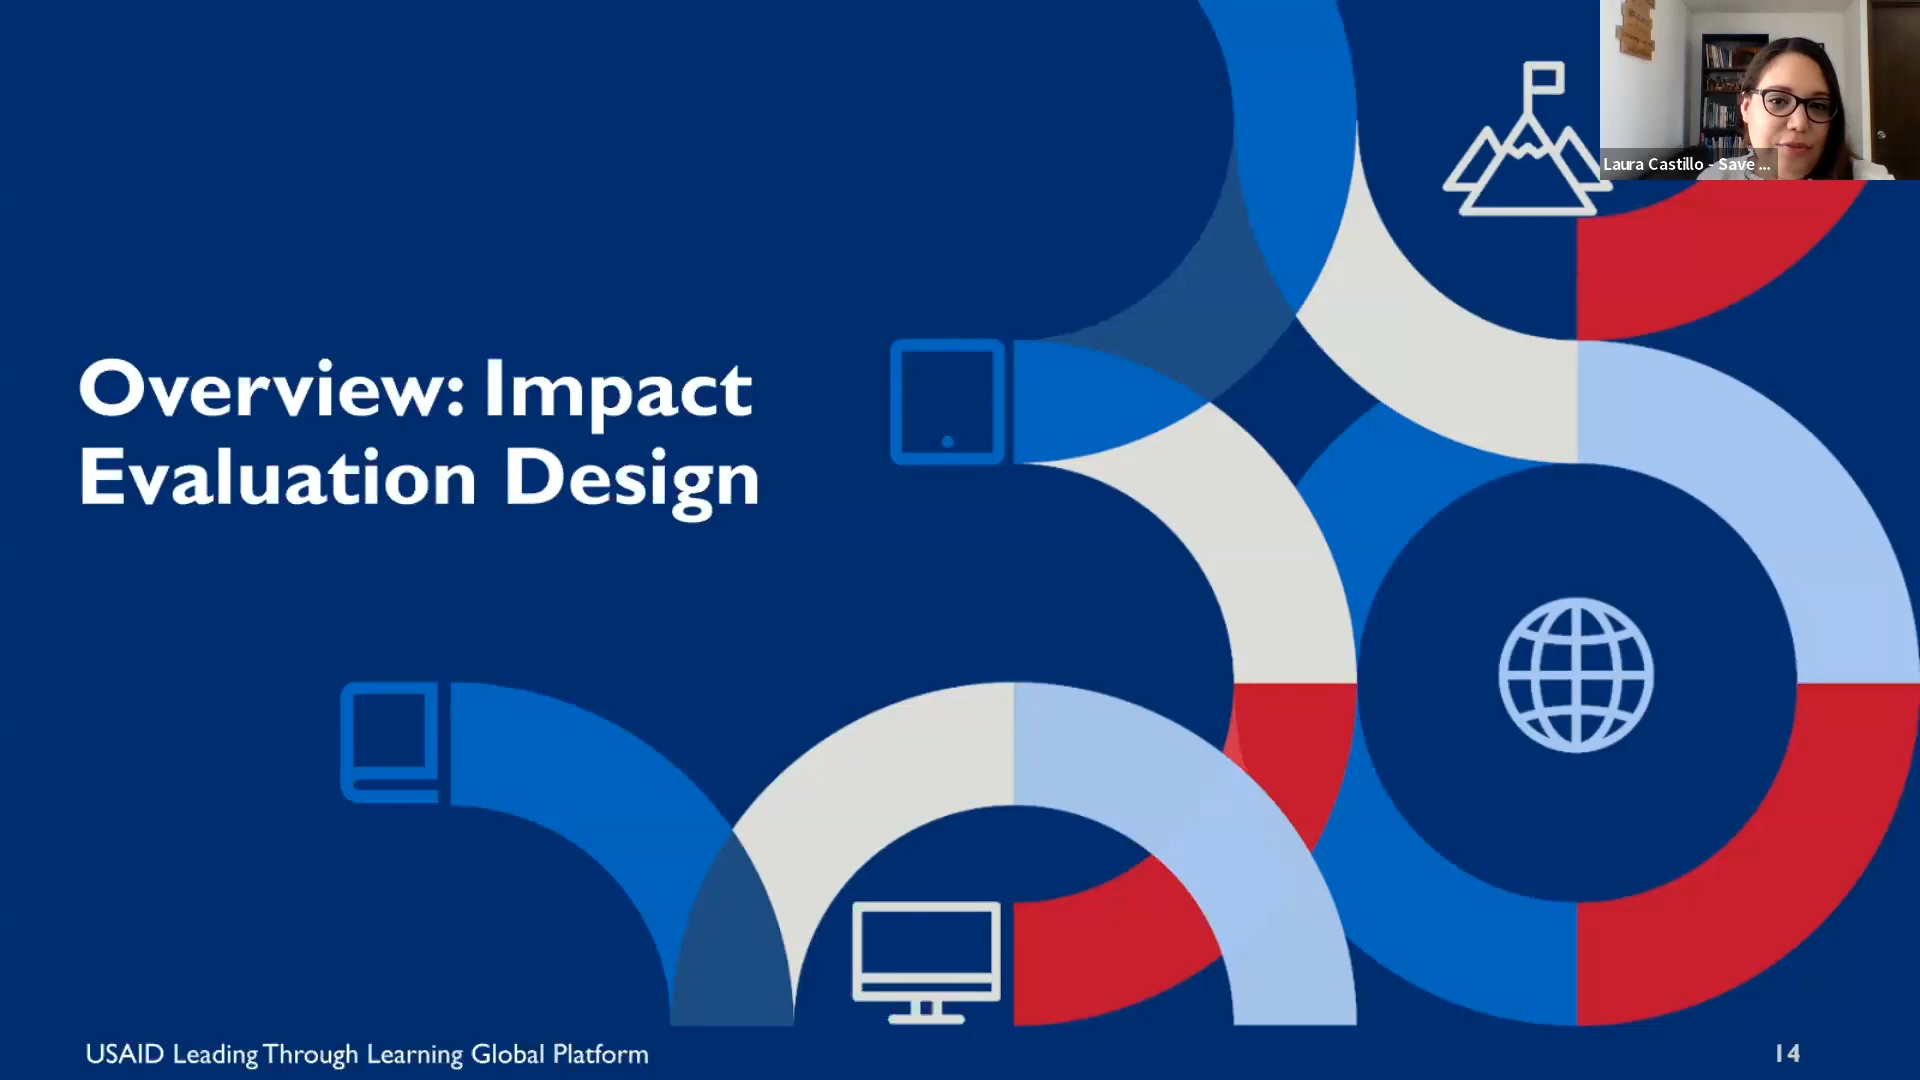 Laura Castillo - Save ...
Overview: Impact
Evaluation Design
USAID Leading Through Learning Global Platform
14